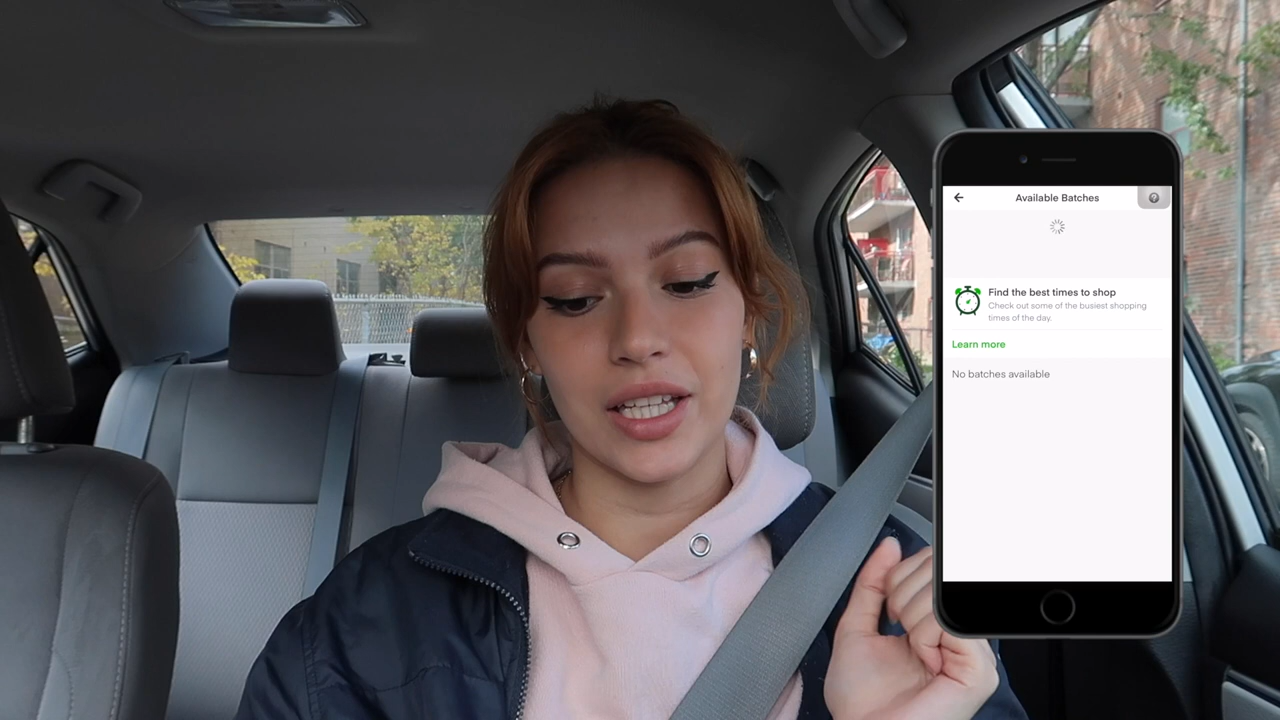 Available Batches
Find the best times to shop
Check out some of the busiest shopping
times of the day.
Learn more
No batches available